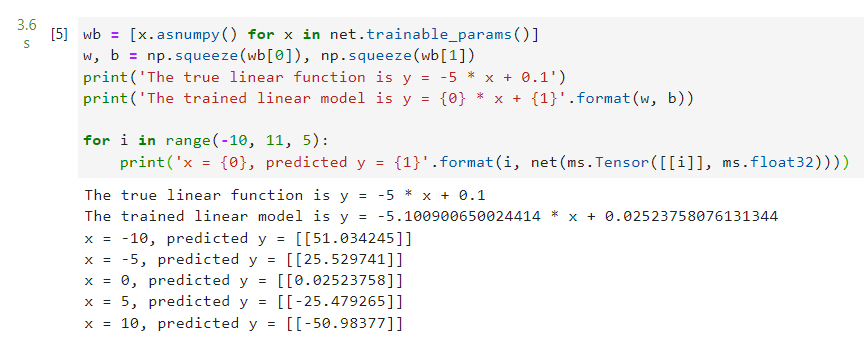 3.6
s
[5] wb = [x.asnumpy() for x in net.trainable_params()]
w, b = np.squeeze(wb[0]), np.squeeze(wb[1])
print('The true linear function is y = -5 * x + 0.1')
print('The trained linear model is y = {0} * x + {1}'.format(w, b))
for i in range(-10, 11, 5):
    print('x = {0}, predicted y = {1}'.format(i, net(ms.Tensor([[i]], ms.float32))))
The true linear function is y = -5 * x + 0.1
The trained linear model is y = -5.100900650024414 * x + 0.02523758076131344
x = -10, predicted y = [[51.034245]]
x = -5, predicted y = [[25.529741]]
x = 0, predicted y = [[0.02523758]]
x = 5, predicted y = [[-25.479265]]
x = 10, predicted y = [[-50.98377]]